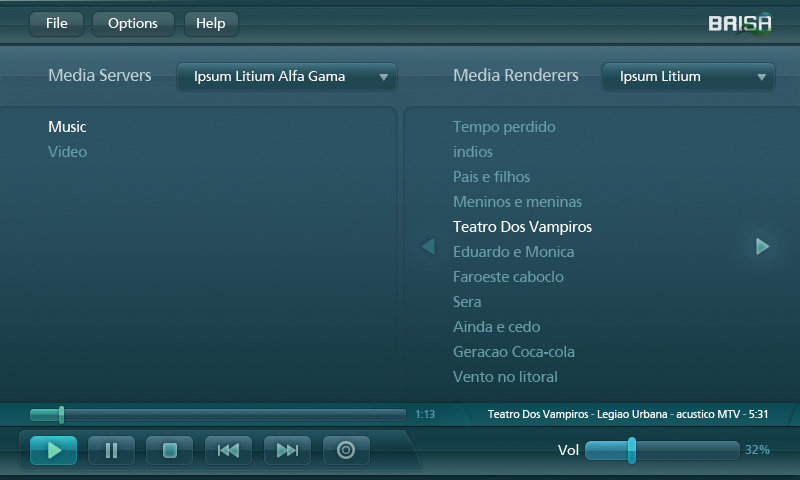 File Options Help BRISA
Media Servers Ipsum Litium Alfa Gama Media Renderers Ipsum Litium
Music
Video
Tempo perdido
indios
Pais e filhos
Meninos e meninas
Teatro Dos Vampiros
Eduardo e Monica
Faroeste caboclo
Sera
Ainda e cedo
Geracao Coca-cola
Vento no litoral
1:13 Teatro Dos Vampiros - Legiao Urbana - acustico MTV - 5:31
Vol 32%